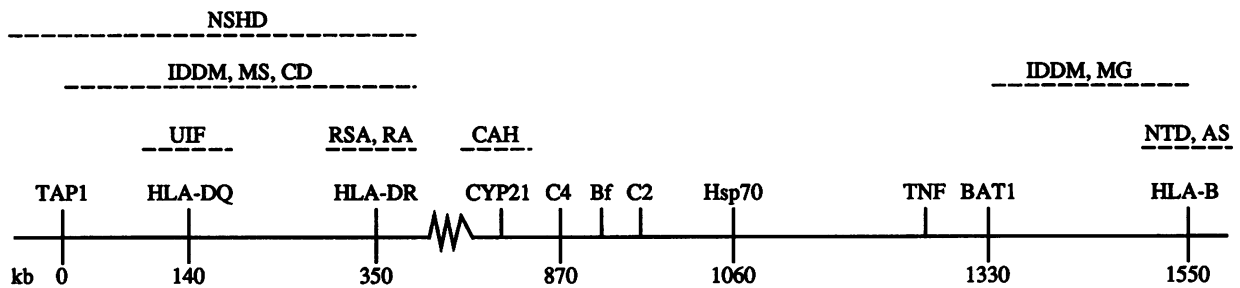 NSHD
IDDM, MS, CD IDDM, MG
UIF RSA, RA CAH NTD, AS
TAP1 HLA-DQ HLA-DR CYP21 C4 Bf C2 Hsp70 TNF BAT1 HLA-B
kb 0 140 350 870 1060 1330 1550